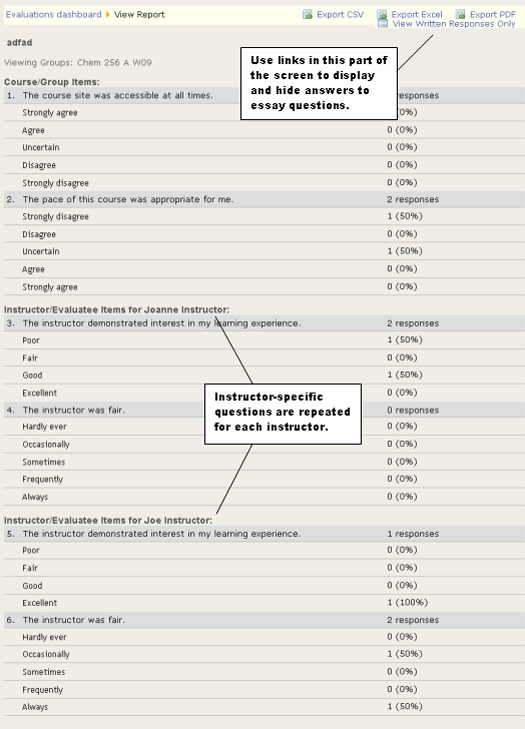 Evaluations dashboard View Report Export CSV Export Excel Export PDF
View Written Responses Only
adfad
Viewing Groups: Chem 2S6 A W09
Use links in this part of
the screen to display
and hide answers to
essay questions.
Course/Group Items:
1. The course site was accessible at all times. responses
Strongly agree (0%)
Agree 0 (0%)
Uncertain 0 (0%)
Disagree 0 (0%)
Strongly disagree 0 (0%)
2. The pace of this course was appropriate for me. 2 responses
Strongly disagree 1 (50%)
Disagree 0 (0%)
Uncertain 1 (50%)
Agree 0 (0%)
Strongly agree 0 (0%)
Instructor/Evaluatee Items for Joanne Instructor:
3. The instructor demonstrated interest in my learning experience. 2 responses
Poor 1 (50%)
Fair 0 (0%)
Good 1 (50%)
Excellent 0 (0%)
Instructor-specific
questions are repeated
for each instructor.
4. The instructor was fair. 0 responses
Hardly ever 0 (0%)
Occasionally 0 (0%)
Sometimes 0 (0%)
Frequently 0 (0%)
Always 0 (0%)
Instructor/Evaluatee Items for Joe Instructor:
5. The instructor demonstrated interest in my learning experience. 1 responses
Poor 0 (0%)
Fair 0 (0%)
Good 0 (0%)
Excellent 1 (100%)
6. The instructor was fair. 2 responses
Hardly ever 0 (0%)
Occasionally 1 (50%)
Sometimes 0 (0%)
Frequently 0 (0%)
Always 1 (50%)